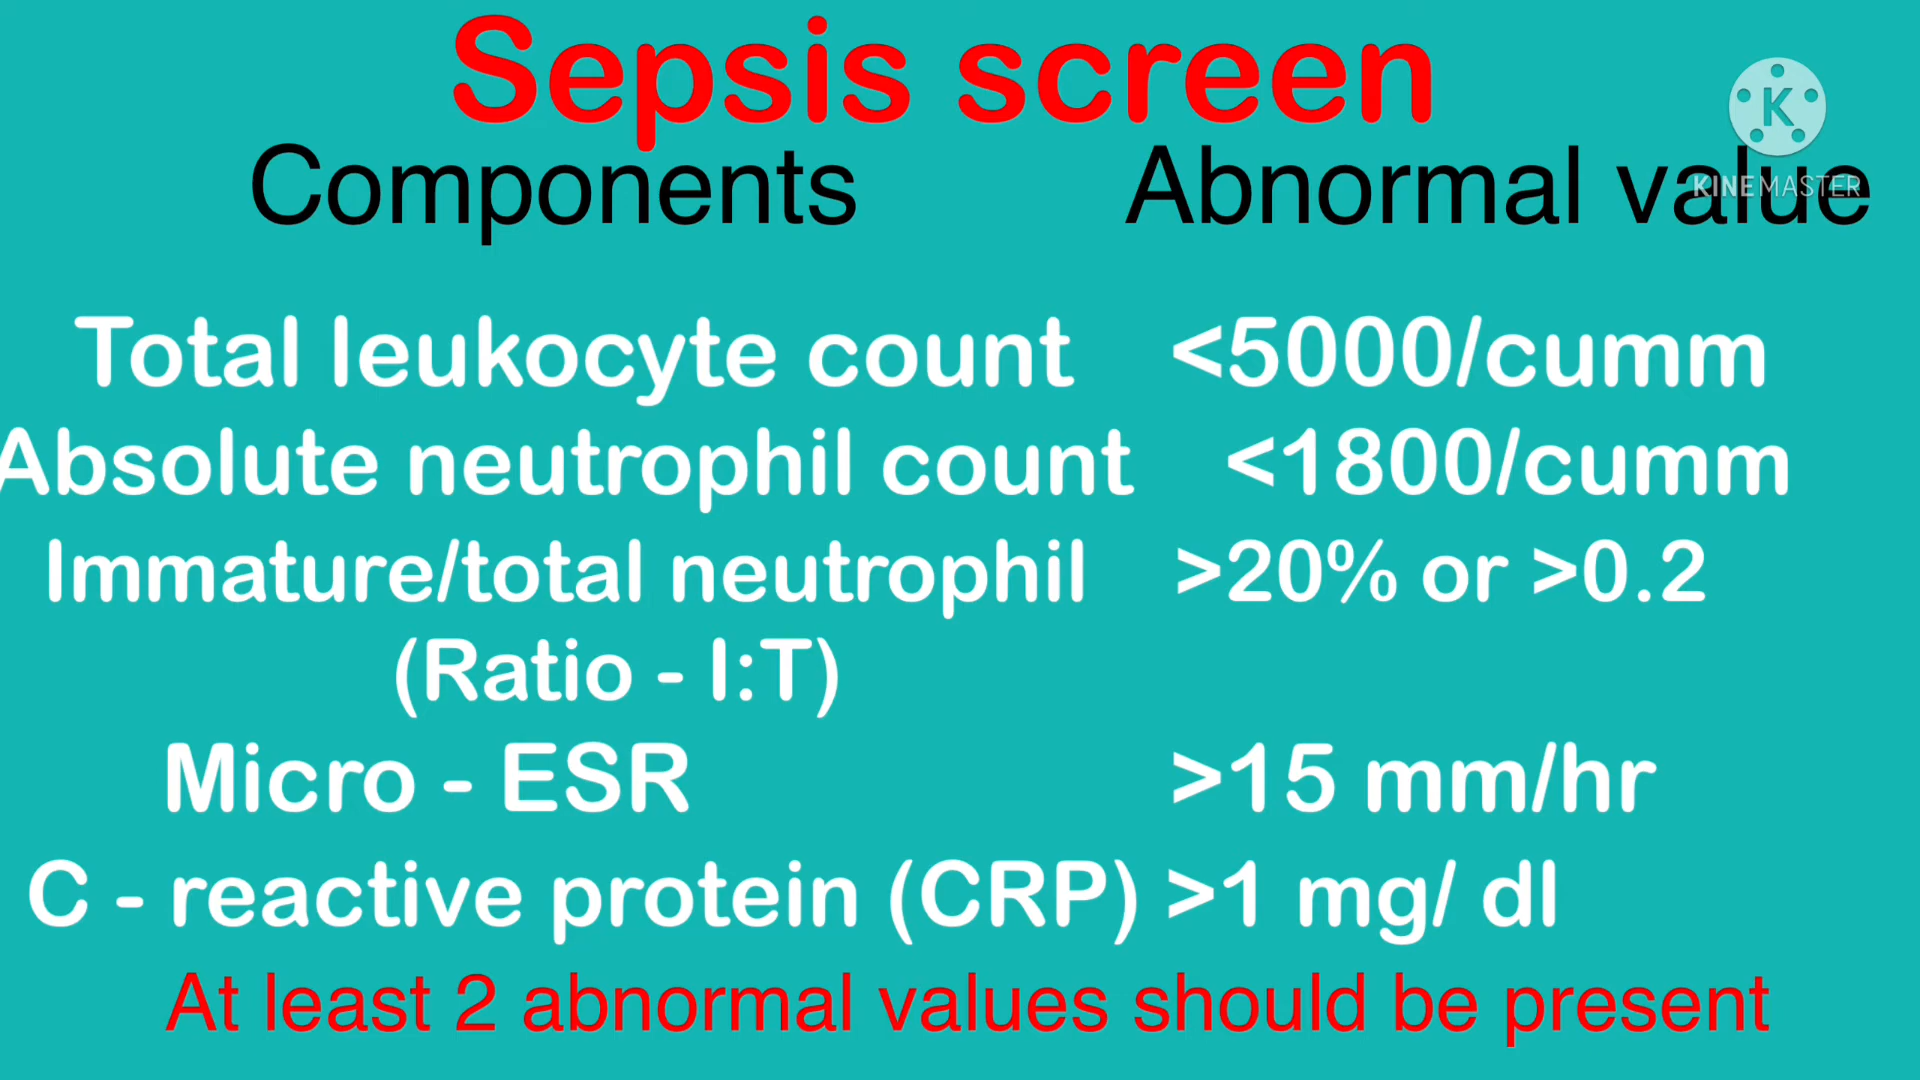 Sepsis screen
Components Abnormal value
K
KINEMASTER
Total leukocyte count <5000/cumm
Absolute neutrophil count <1800/cumm
Immature/total neutrophil >20% or >0.2
(Ratio - I:T)
Micro - ESR >15 mm/hr
C - reactive protein (CRP) >1 mg/ dl
At least 2 abnormal values should be present